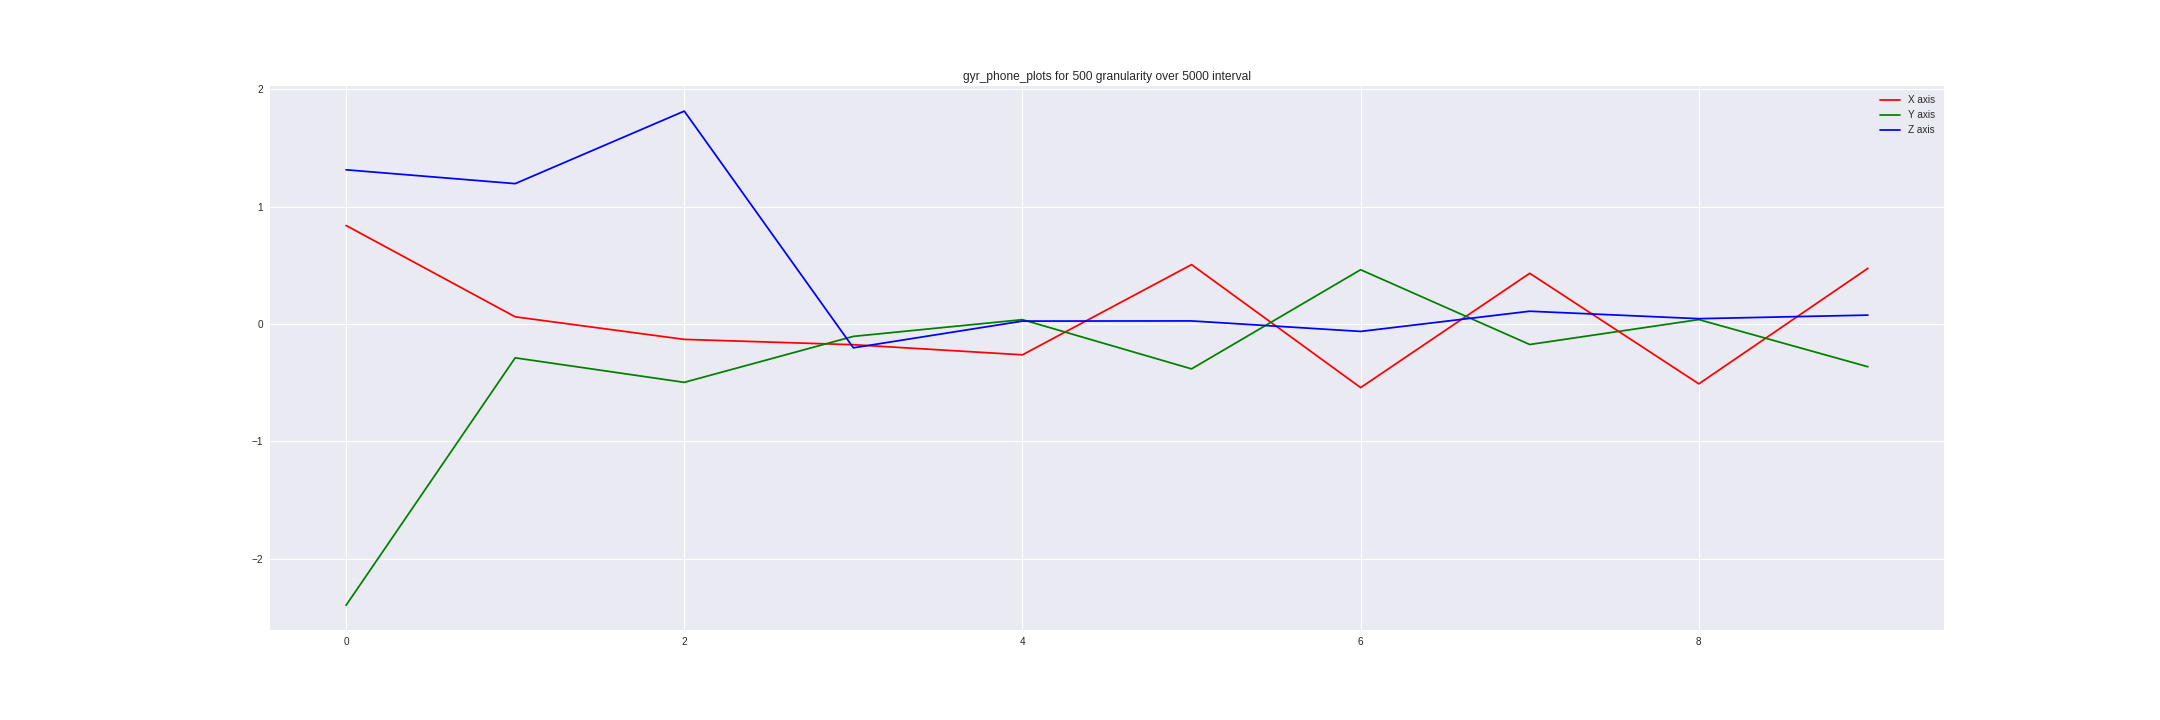 gyr_phone_plots for 500 granularity over 5000 interval
X axis
Y axis
Z axis
2
1
0
−1
−2
0
2
4
6
8